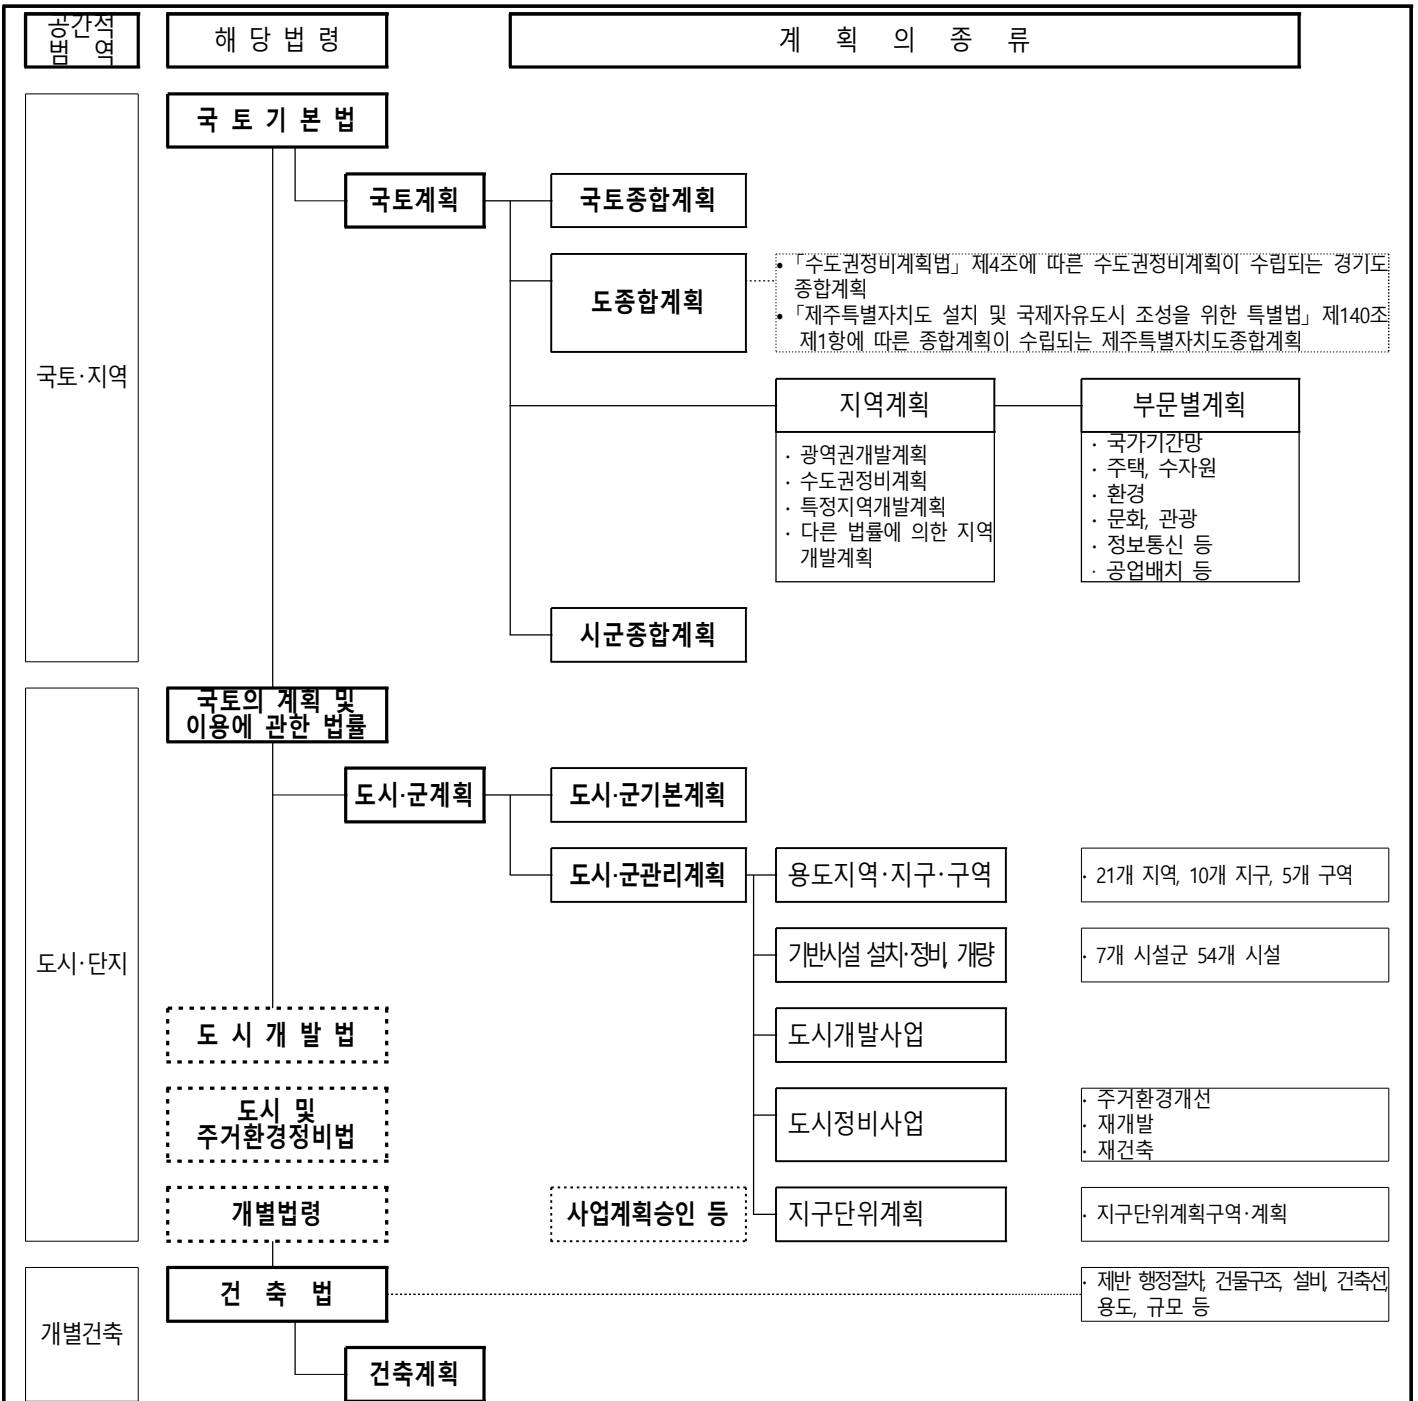 공간적
범 역
해 당 법 령
계 획 의 종 류
국토·지역
국 토 기 본 법
국토계획
국토종합계획
도종합계획
• 「수도권정비계획법」 제4조에 따른 수도권정비계획이 수립되는 경기도
종합계획
• 「제주특별자치도 설치 및 국제자유도시 조성을 위한 특별법」 제140조
제1항에 따른 종합계획이 수립되는 제주특별자치도종합계획
지역계획
· 광역권개발계획
· 수도권정비계획
· 특정지역개발계획
· 다른 법률에 의한 지역
개발계획
부문별계획
· 국가기간망
· 주택, 수자원
· 환경
· 문화, 관광
· 정보통신 등
· 공업배치 등
시군종합계획
도시·단지
국토의 계획 및
이용에 관한 법률
도시·군계획
도시·군기본계획
도시·군관리계획
용도지역·지구·구역
· 21개 지역, 10개 지구, 5개 구역
기반시설 설치·정비, 개량
· 7개 시설군 54개 시설
도 시 개 발 법
도시개발사업
도시 및
주거환경정비법
도시정비사업
· 주거환경개선
· 재개발
· 재건축
개별법령
사업계획승인 등
지구단위계획
· 지구단위계획구역·계획
개별건축
건 축 법
· 제반 행정절차, 건물구조, 설비, 건축선,
용도, 규모 등
건축계획